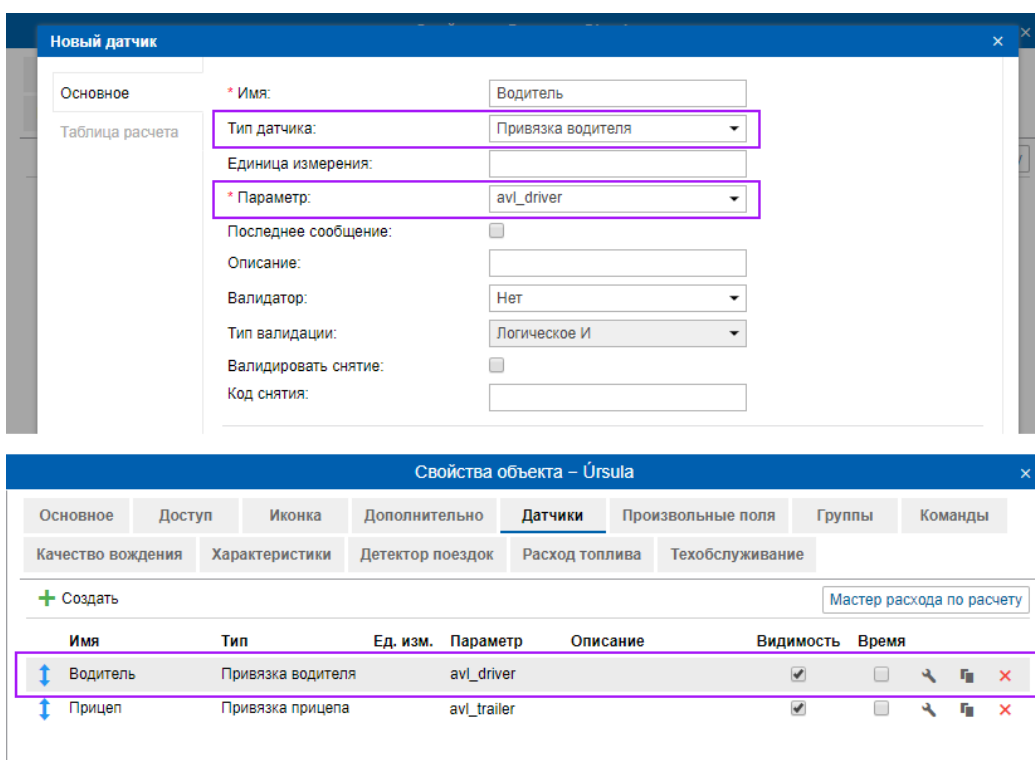 Новый датчик
Основное
* Имя: Водитель
Таблица расчета
Тип датчика: Привязка водителя
Единица измерения:
* Параметр: avl_driver
Последнее сообщение:
Описание:
Валидатор: Нет
Тип валидации: Логическое И
Валидировать снятие:
Код снятия:
Свойства объекта – Úrsula
Основное Доступ Иконка Дополнительно Датчики Произвольные поля Группы Команды
Качество вождения Характеристики Детектор поездок Расход топлива Техобслуживание
Создать Мастер расхода по расчету
Имя Тип Ед. изм. Параметр Описание Видимость Время
Водитель Привязка водителя avl_driver
Прицеп Привязка прицепа avl_trailer